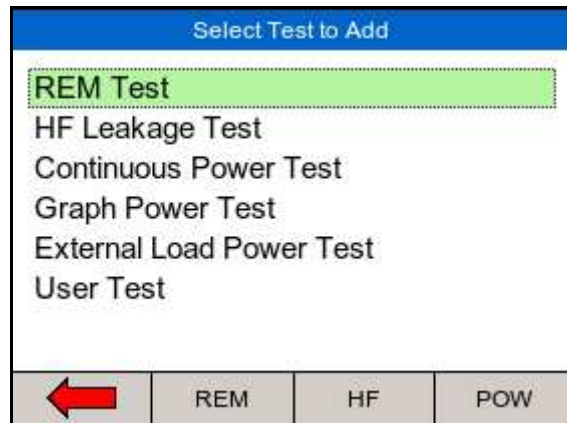 Select Test to Add
REM Test
HF Leakage Test
Continuous Power Test
Graph Power Test
External Load Power Test
User Test
REM HF POW